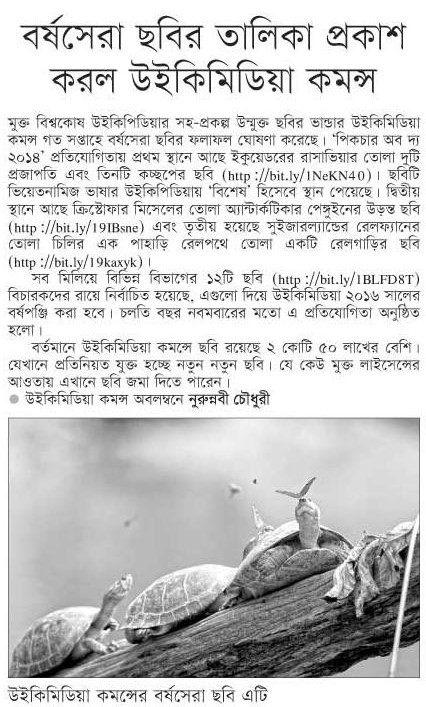 বর্ষসেরা ছবির তালিকা প্রকাশ
করল উইকিমিডিয়া কমন্স
মুক্ত বিশ্বকোষ উইকিপিডিয়ার সহ-প্রকল্প উন্মুক্ত ছবির ভান্ডার উইকিমিডিয়া
কমন্স গত সপ্তাহে বর্ষসেরা ছবির ফলাফল ঘোষণা করেছে। ‘পিকচার অব দ্য
২০১৪’ প্রতিযোগিতায় প্রথম স্থানে আছে ইকুয়েডরের রাসাভিয়ার তোলা দুটি
প্রজাপতি এবং তিনটি কচ্ছপের ছবি (http://bit.ly/1NeKN40)। ছবিটি
ভিয়েতনামিজ ভাষার উইকিপিডিয়ায় ‘বিশেষ’ হিসেবে স্থান পেয়েছে। দ্বিতীয়
স্থানে আছে ক্রিস্টোফার মিসেলের তোলা অ্যান্টার্কটিকার পেঙ্গুইনের উড়ন্ত ছবি
(http ://bit.ly/19IBsne) এবং তৃতীয় হয়েছে সুইজারল্যান্ডের রেলফ্যানের
তোলা চিলির এক পাহাড়ি রেলপথে তোলা একটি রেলগাড়ির ছবি
(http ://bit.ly/19kaxyk)।
সব মিলিয়ে বিভিন্ন বিভাগের ১২টি ছবি (http ://bit.ly/1BLFD8T)
বিচারকদের রায়ে নির্বাচিত হয়েছে, এগুলো দিয়ে উইকিমিডিয়া ২০১৬ সালের
বর্ষপঞ্জি করা হবে। চলতি বছর নবমবারের মতো এ প্রতিযোগিতা অনুষ্ঠিত
হলো।
বর্তমানে উইকিমিডিয়া কমন্সে ছবি রয়েছে ২ কোটি ৫০ লাখের বেশি।
যেখানে প্রতিনিয়ত যুক্ত হচ্ছে নতুন নতুন ছবি। যে কেউ মুক্ত লাইসেন্সের
আওতায় এখানে ছবি জমা দিতে পারেন।
● উইকিমিডিয়া কমন্স অবলম্বনে নুরুন্নবী চৌধুরী
উইকিমিডিয়া কমন্সের বর্ষসেরা ছবি এটি